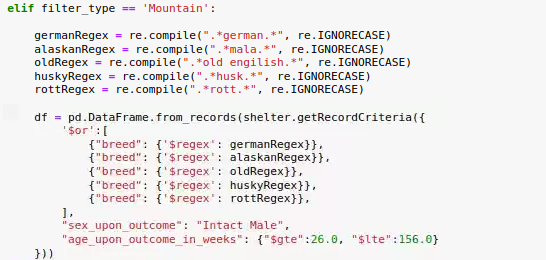 elif filter_type == 'Mountain':
germanRegex = re.compile(".*german.*", re.IGNORECASE)
alaskanRegex = re.compile(".*mala.*", re.IGNORECASE)
oldRegex = re.compile(".*old engilish.*", re.IGNORECASE)
huskyRegex = re.compile(".*husk.*", re.IGNORECASE)
rottRegex = re.compile(".*rott.*", re.IGNORECASE)
df = pd.DataFrame.from_records(shelter.getRecordCriteria({
'$or':[
{"breed": {'$regex': germanRegex}},
{"breed": {'$regex': alaskanRegex}},
{"breed": {'$regex': oldRegex}},
{"breed": {'$regex': huskyRegex}},
{"breed": {'$regex': rottRegex}},
],
"sex_upon_outcome": "Intact Male",
"age_upon_outcome_in_weeks": {"$gte":26.0, "$lte":156.0}
}))